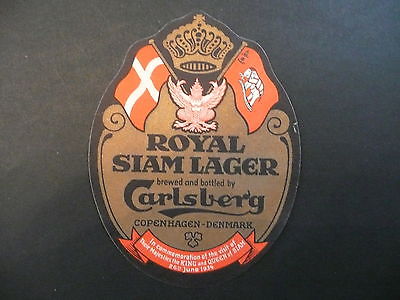 ROYAL
SIAM LAGER
brewed and bottled by
Carlsberg
COPENHAGEN-DENMARK
In commemoration of the visit of
Their Majesties the KING and QUEEN of SIAM
26th June 1934